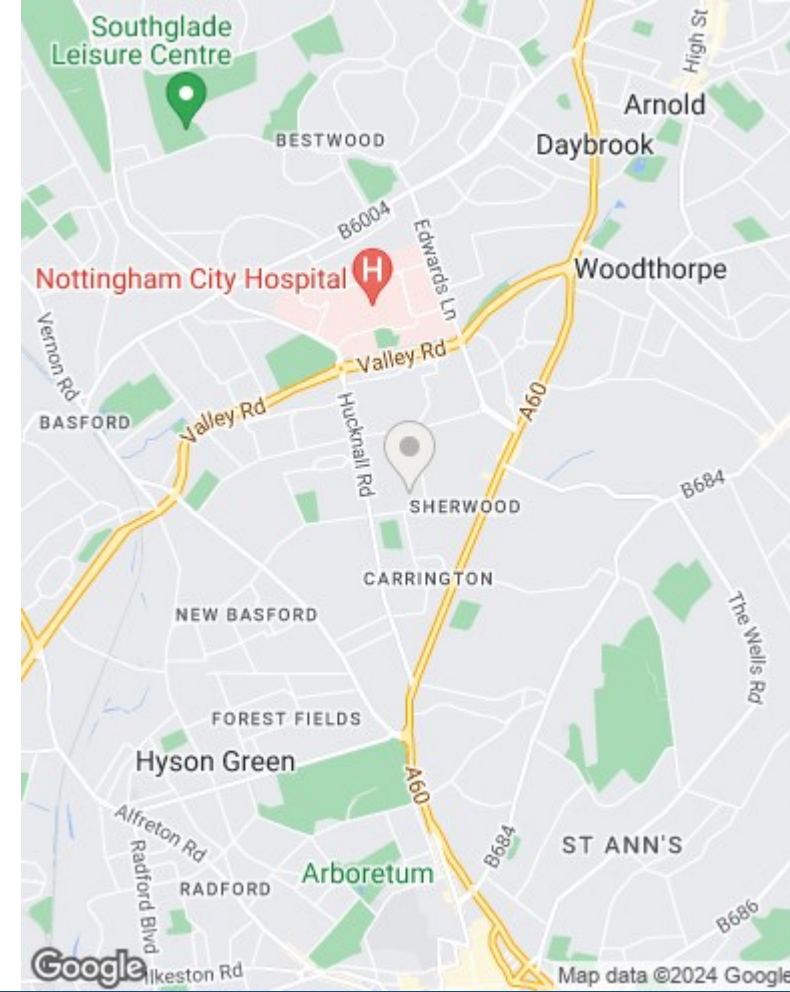 Southglade
Leisure Centre
High St
Arnold
BESTWOOD
Daybrook
B6004
Edwards Ln
Nottingham City Hospital
H
Woodthorpe
Vernon Rd
Valley Rd
A60
Valley Rd
BASFORD
Hucknall Rd
B684
SHERWOOD
CARRINGTON
The Wells Rd
NEW BASFORD
FOREST FIELDS
Hyson Green
A60
Alfreton Rd
B684
ST ANN'S
Radford Blvd
Arboretum
RADFORD
B686
Google
Ilkeston Rd
Map data ©2024 Google